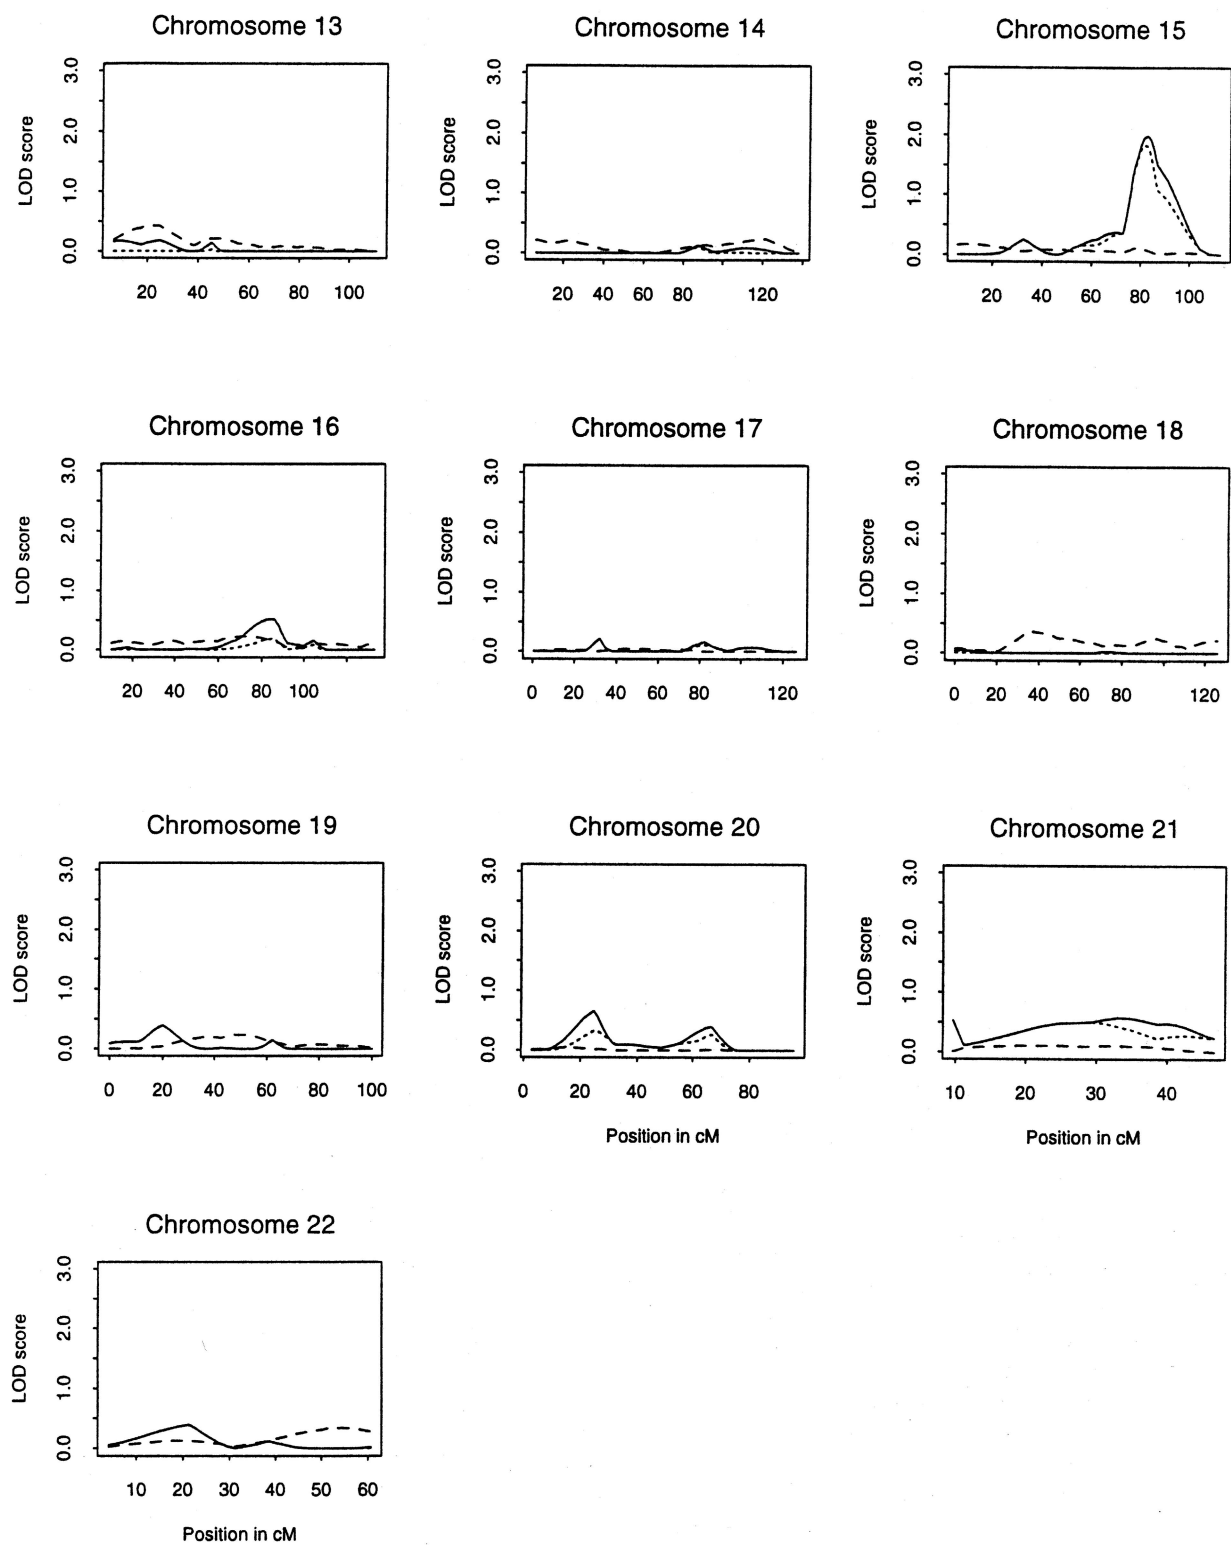 Chromosome 13
LOD score
3.0
2.0
1.0
0.0
20 40 60 80 100
Chromosome 14
LOD score
3.0
2.0
1.0
0.0
20 40 60 80 120
Chromosome 15
LOD score
3.0
2.0
1.0
0.0
20 40 60 80 100
Chromosome 16
LOD score
3.0
2.0
1.0
0.0
20 40 60 80 100
Chromosome 17
LOD score
3.0
2.0
1.0
0.0
0 20 40 60 80 120
Chromosome 18
LOD score
3.0
2.0
1.0
0.0
0 20 40 60 80 120
Chromosome 19
LOD score
3.0
2.0
1.0
0.0
0 20 40 60 80 100
Chromosome 20
LOD score
3.0
2.0
1.0
0.0
0 20 40 60 80
Position in cM
Chromosome 21
LOD score
3.0
2.0
1.0
0.0
10 20 30 40
Position in cM
Chromosome 22
LOD score
3.0
2.0
1.0
0.0
10 20 30 40 50 60
Position in cM